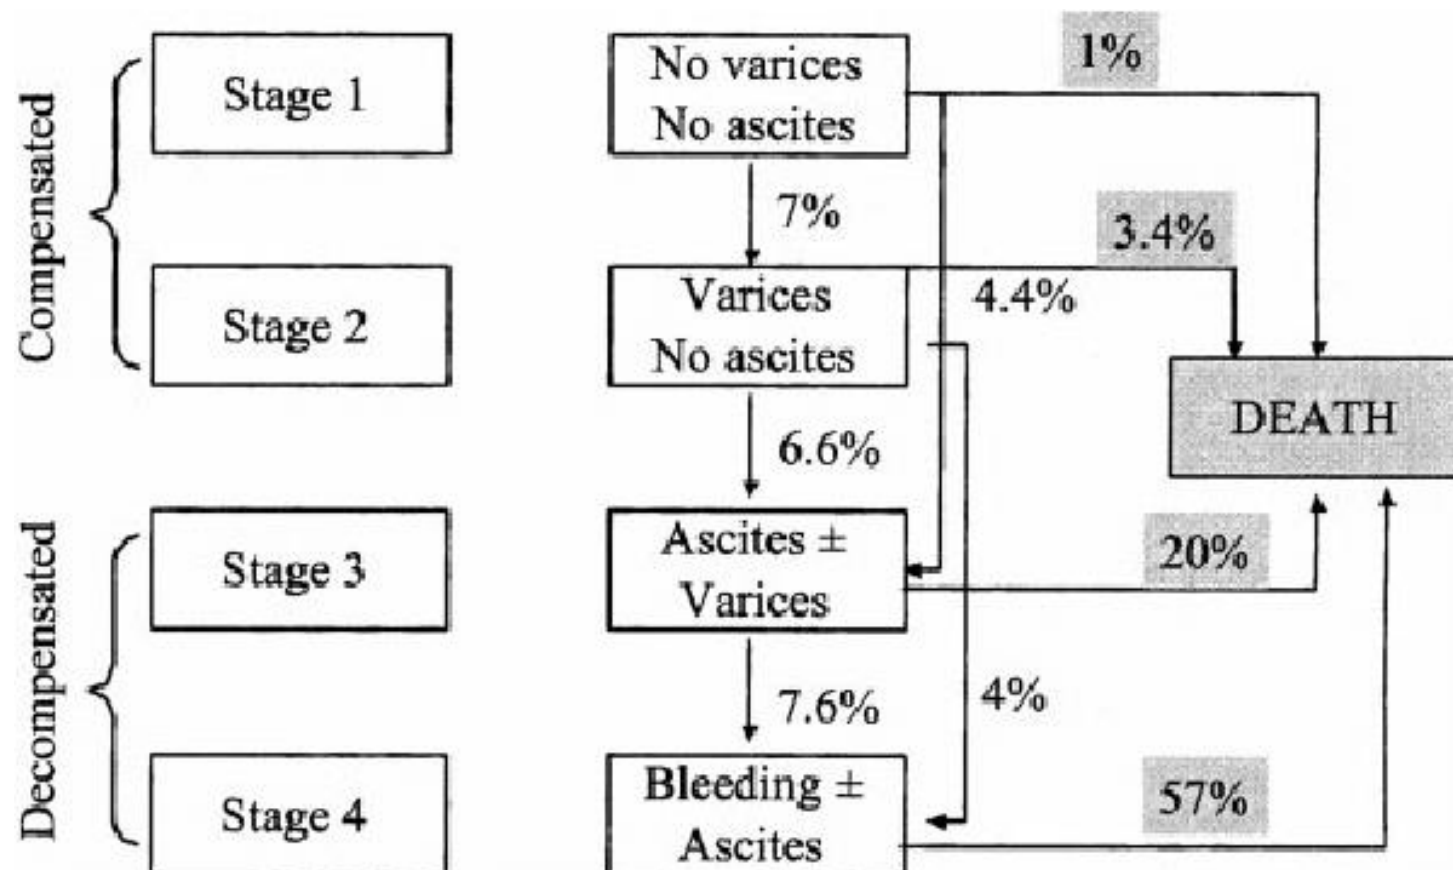 Compensated
Decompensated
Stage 1
No varices
No ascites
1%
7%
3.4%
Stage 2
Varices
No ascites
4.4%
DEATH
6.6%
Stage 3
Ascites ±
Varices
20%
7.6%
4%
Stage 4
Bleeding ±
Ascites
57%